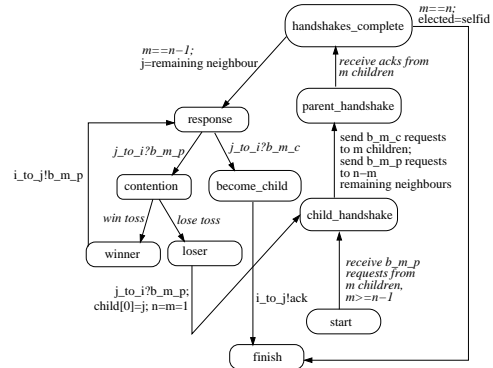 m==n;
elected=selfid
handshakes_complete
m==n−1;
j=remaining neighbour
receive acks from
m children
parent_handshake
response
send b_m_c requests
to m children;
send b_m_p requests
to n−m
remaining neighbours
j_to_i?b_m_p
j_to_i?b_m_c
i_to_j!b_m_p
contention
become_child
child_handshake
win toss
lose toss
winner
loser
receive b_m_p
requests from
m children,
m>=n−1
j_to_i?b_m_p;
child[0]=j; n=m=1
i_to_j!ack
start
finish